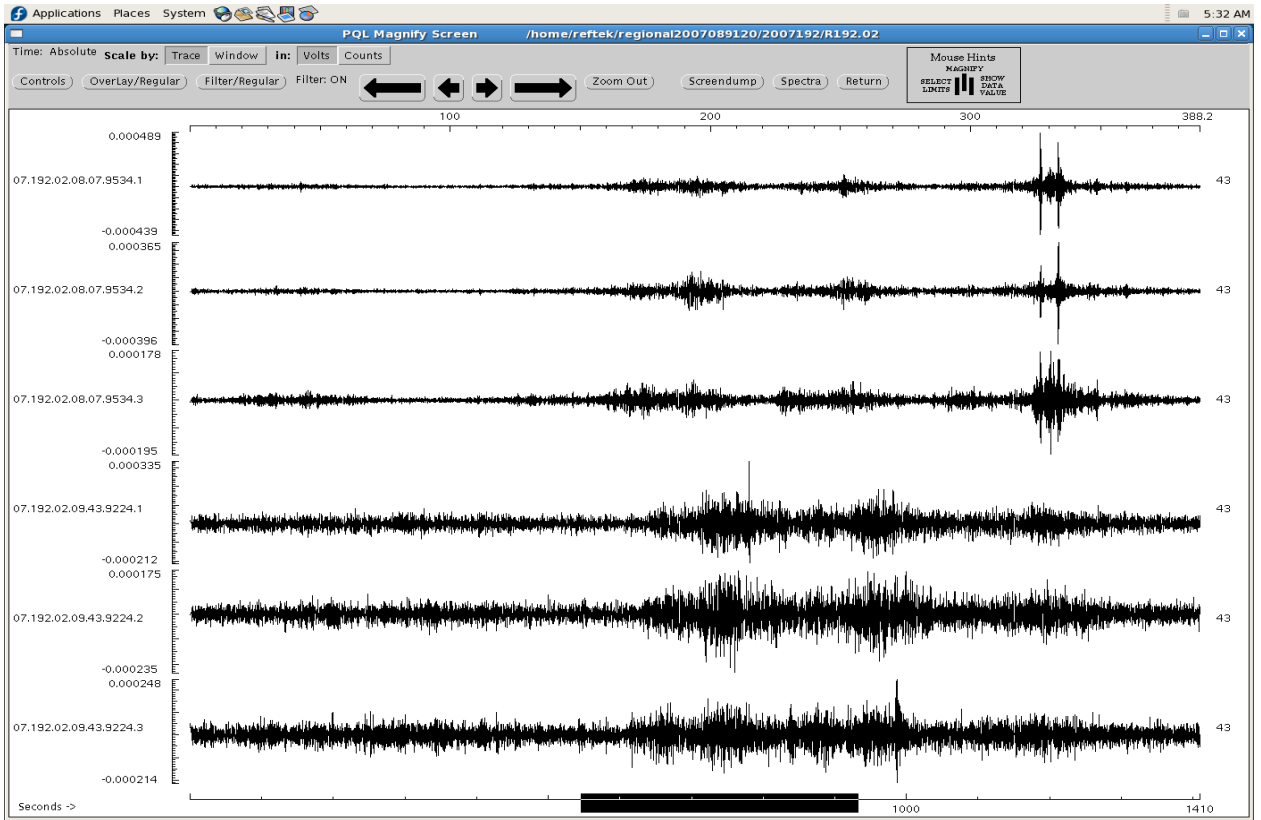 Applications Places System 5:32 AM
PQL Magnify Screen /home/reftek/regional2007089120/2007192/R192.02
Time: Absolute Scale by: Trace Window in: Volts Counts
Controls OverLay/Regular Filter/Regular Filter: ON Zoom Out Screendump Spectra Return
Mouse Hints
MAGNIFY
SELECT LIMITS
SHOW DATA VALUE
100 200 300 388.2
0.000489
07.192.02.08.07.9534.1 43
-0.000439
0.000365
07.192.02.08.07.9534.2 43
-0.000396
0.000178
07.192.02.08.07.9534.3 43
-0.000195
0.000335
07.192.02.09.43.9224.1 43
-0.000212
0.000175
07.192.02.09.43.9224.2 43
-0.000235
0.000248
07.192.02.09.43.9224.3 43
-0.000214
Seconds -> 1000 1410